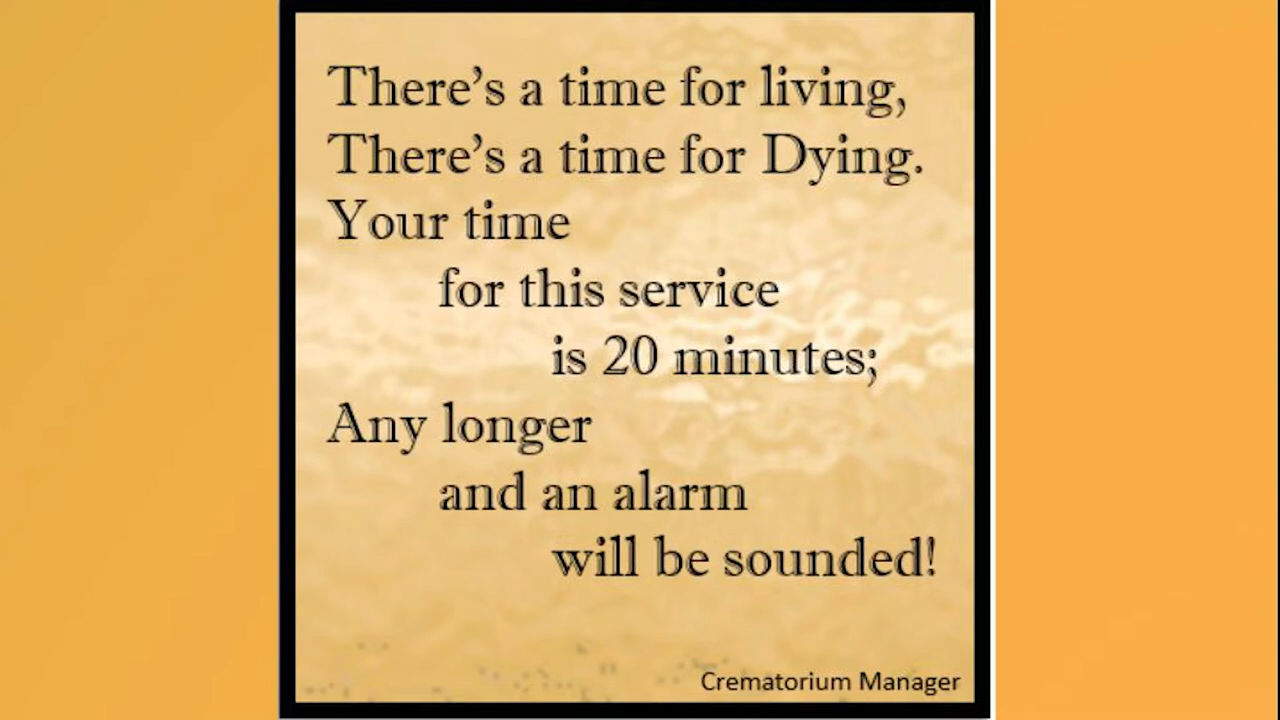 There’s a time for living,
There’s a time for Dying.
Your time
for this service
is 20 minutes;
Any longer
and an alarm
will be sounded!
Crematorium Manager